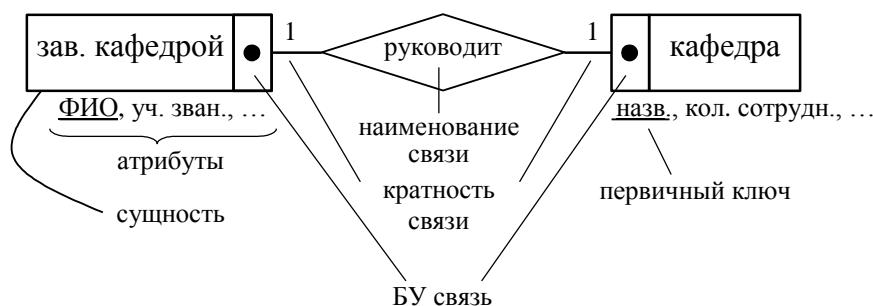 зав. кафедрой 1 руководит 1 кафедра
ФИО, уч. зван., … наименование связи назв., кол. сотрудн., …
атрибуты кратность связи первичный ключ
сущность
БУ связь